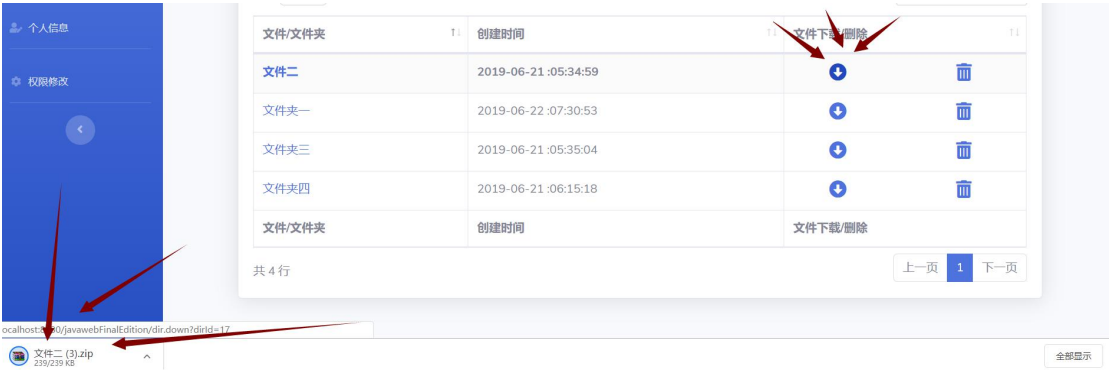 个人信息
权限修改
文件/文件夹 创建时间 文件下载/删除
文件二 2019-06-21 :05:34:59
文件夹一 2019-06-22 :07:30:53
文件夹三 2019-06-21 :05:35:04
文件夹四 2019-06-21 :06:15:18
文件/文件夹 创建时间 文件下载/删除
共 4 行
上一页 1 下一页
/javawebFinalEdition/dir.down?dirId=17
文件二 (3).zip
239/239 KB
全部显示